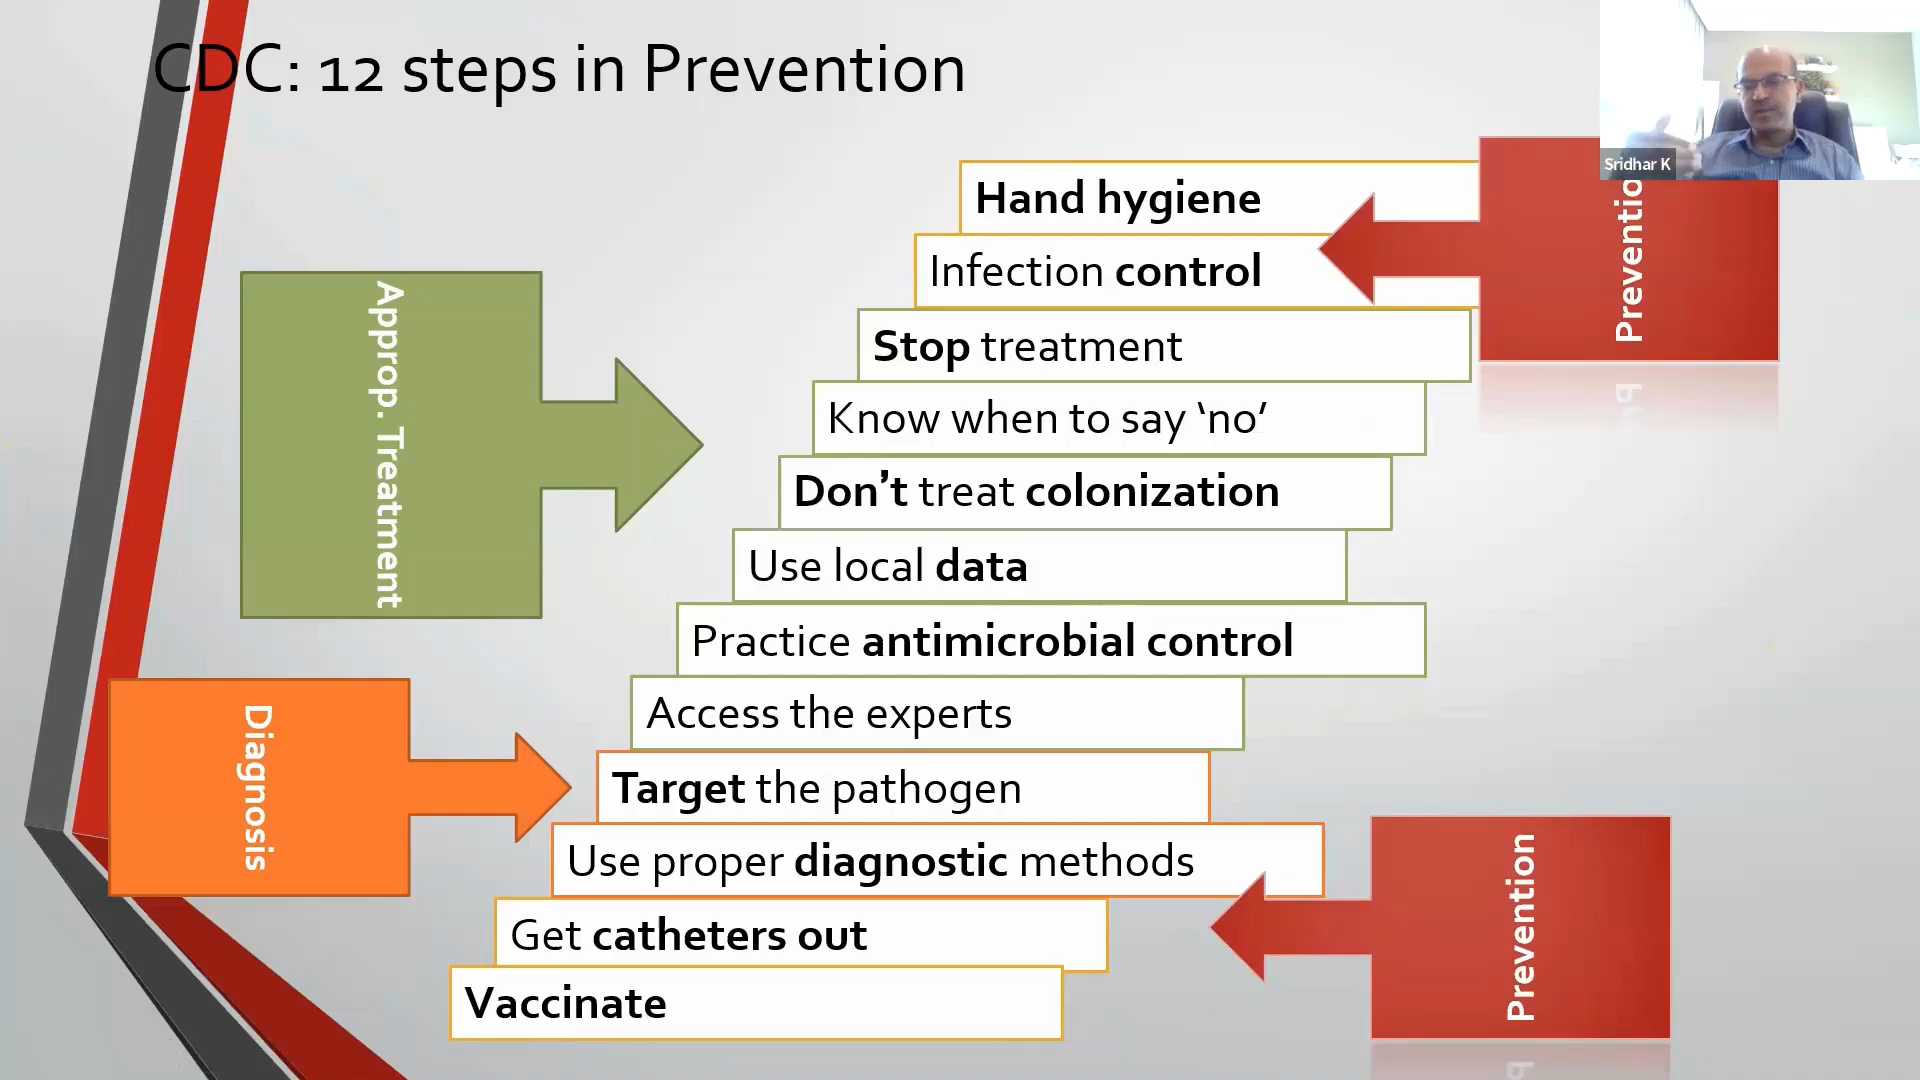 CDC: 12 steps in Prevention
Sridhar K
Hand hygiene
Infection control
Stop treatment
Know when to say ‘no’
Don’t treat colonization
Use local data
Practice antimicrobial control
Access the experts
Target the pathogen
Use proper diagnostic methods
Get catheters out
Vaccinate
Approp. Treatment
Diagnosis
Preventio
Prevention